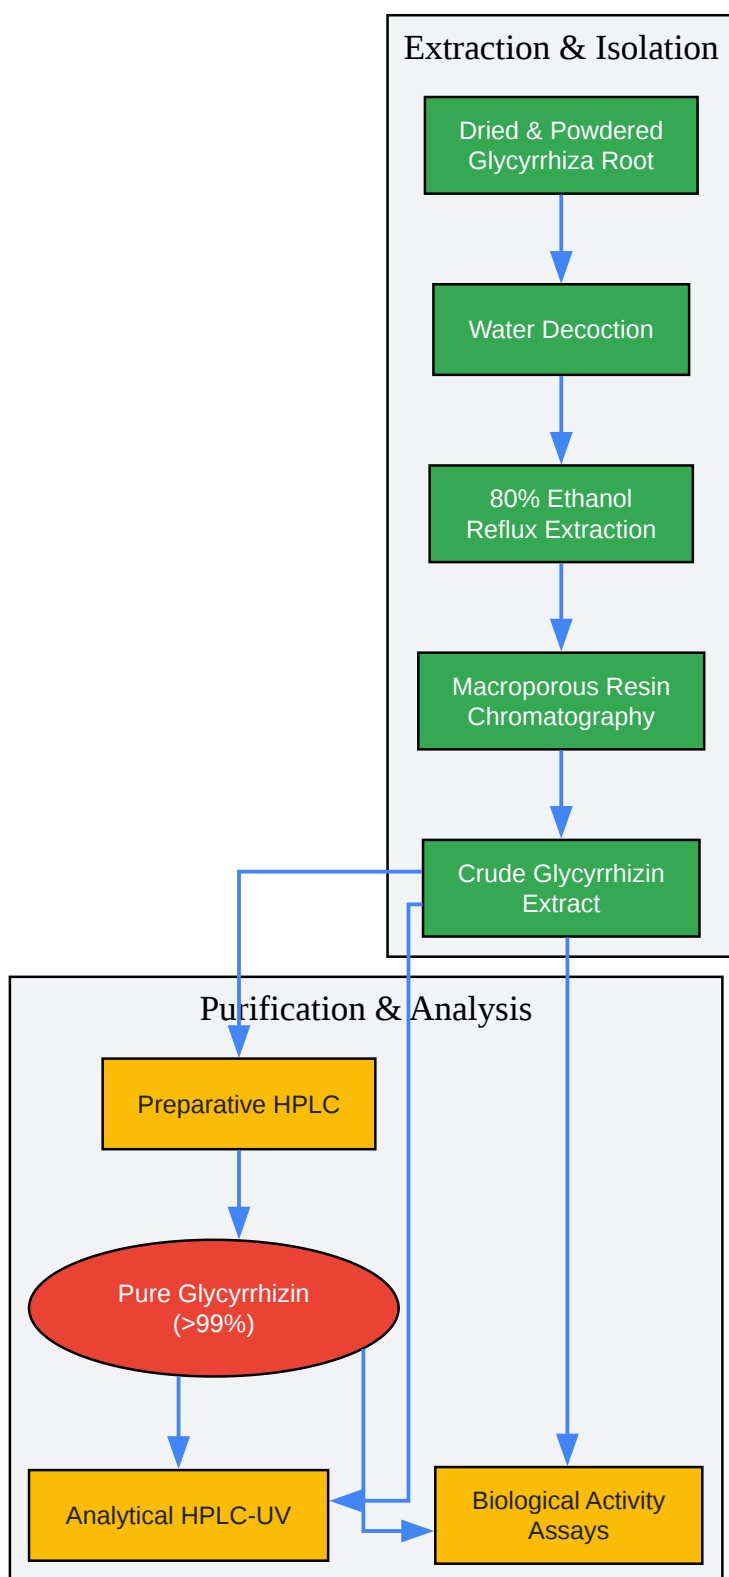 Extraction & Isolation
Dried & Powdered
Glycyrrhiza Root
Water Decoction
80% Ethanol
Reflux Extraction
Macroporous Resin
Chromatography
Crude Glycyrrhizin
Extract
Purification & Analysis
Preparative HPLC
Pure Glycyrrhizin
(>99%)
Analytical HPLC-UV
Biological Activity
Assays